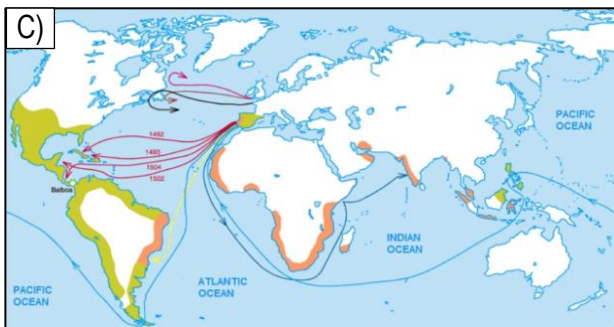 C)
PACIFIC
OCEAN
1492
1493
1504
1502
Balboa
INDIAN
OCEAN
ATLANTIC
OCEAN
PACIFIC
OCEAN